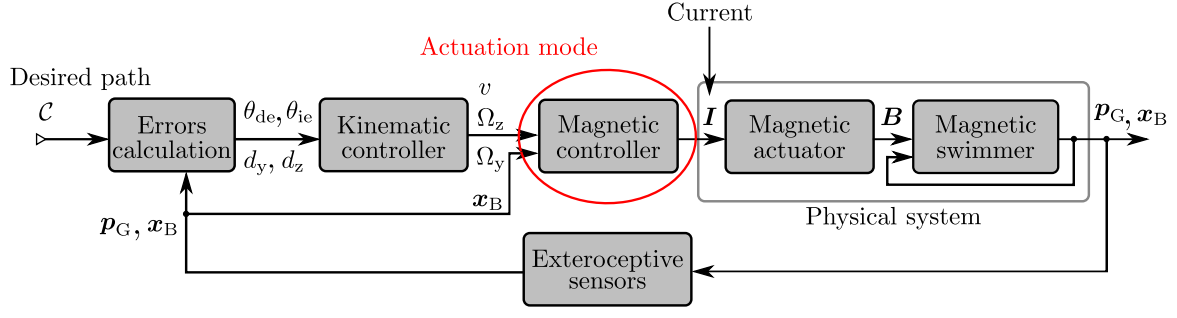 Current
Actuation mode
Desired path
𝒞
Errors
calculation
θde, θie
dy, dz
Kinematic
controller
v
Ωz
Ωy
xB
Magnetic
controller
I
Magnetic
actuator
B
Magnetic
swimmer
pG, xB
Physical system
pG, xB
Exteroceptive
sensors